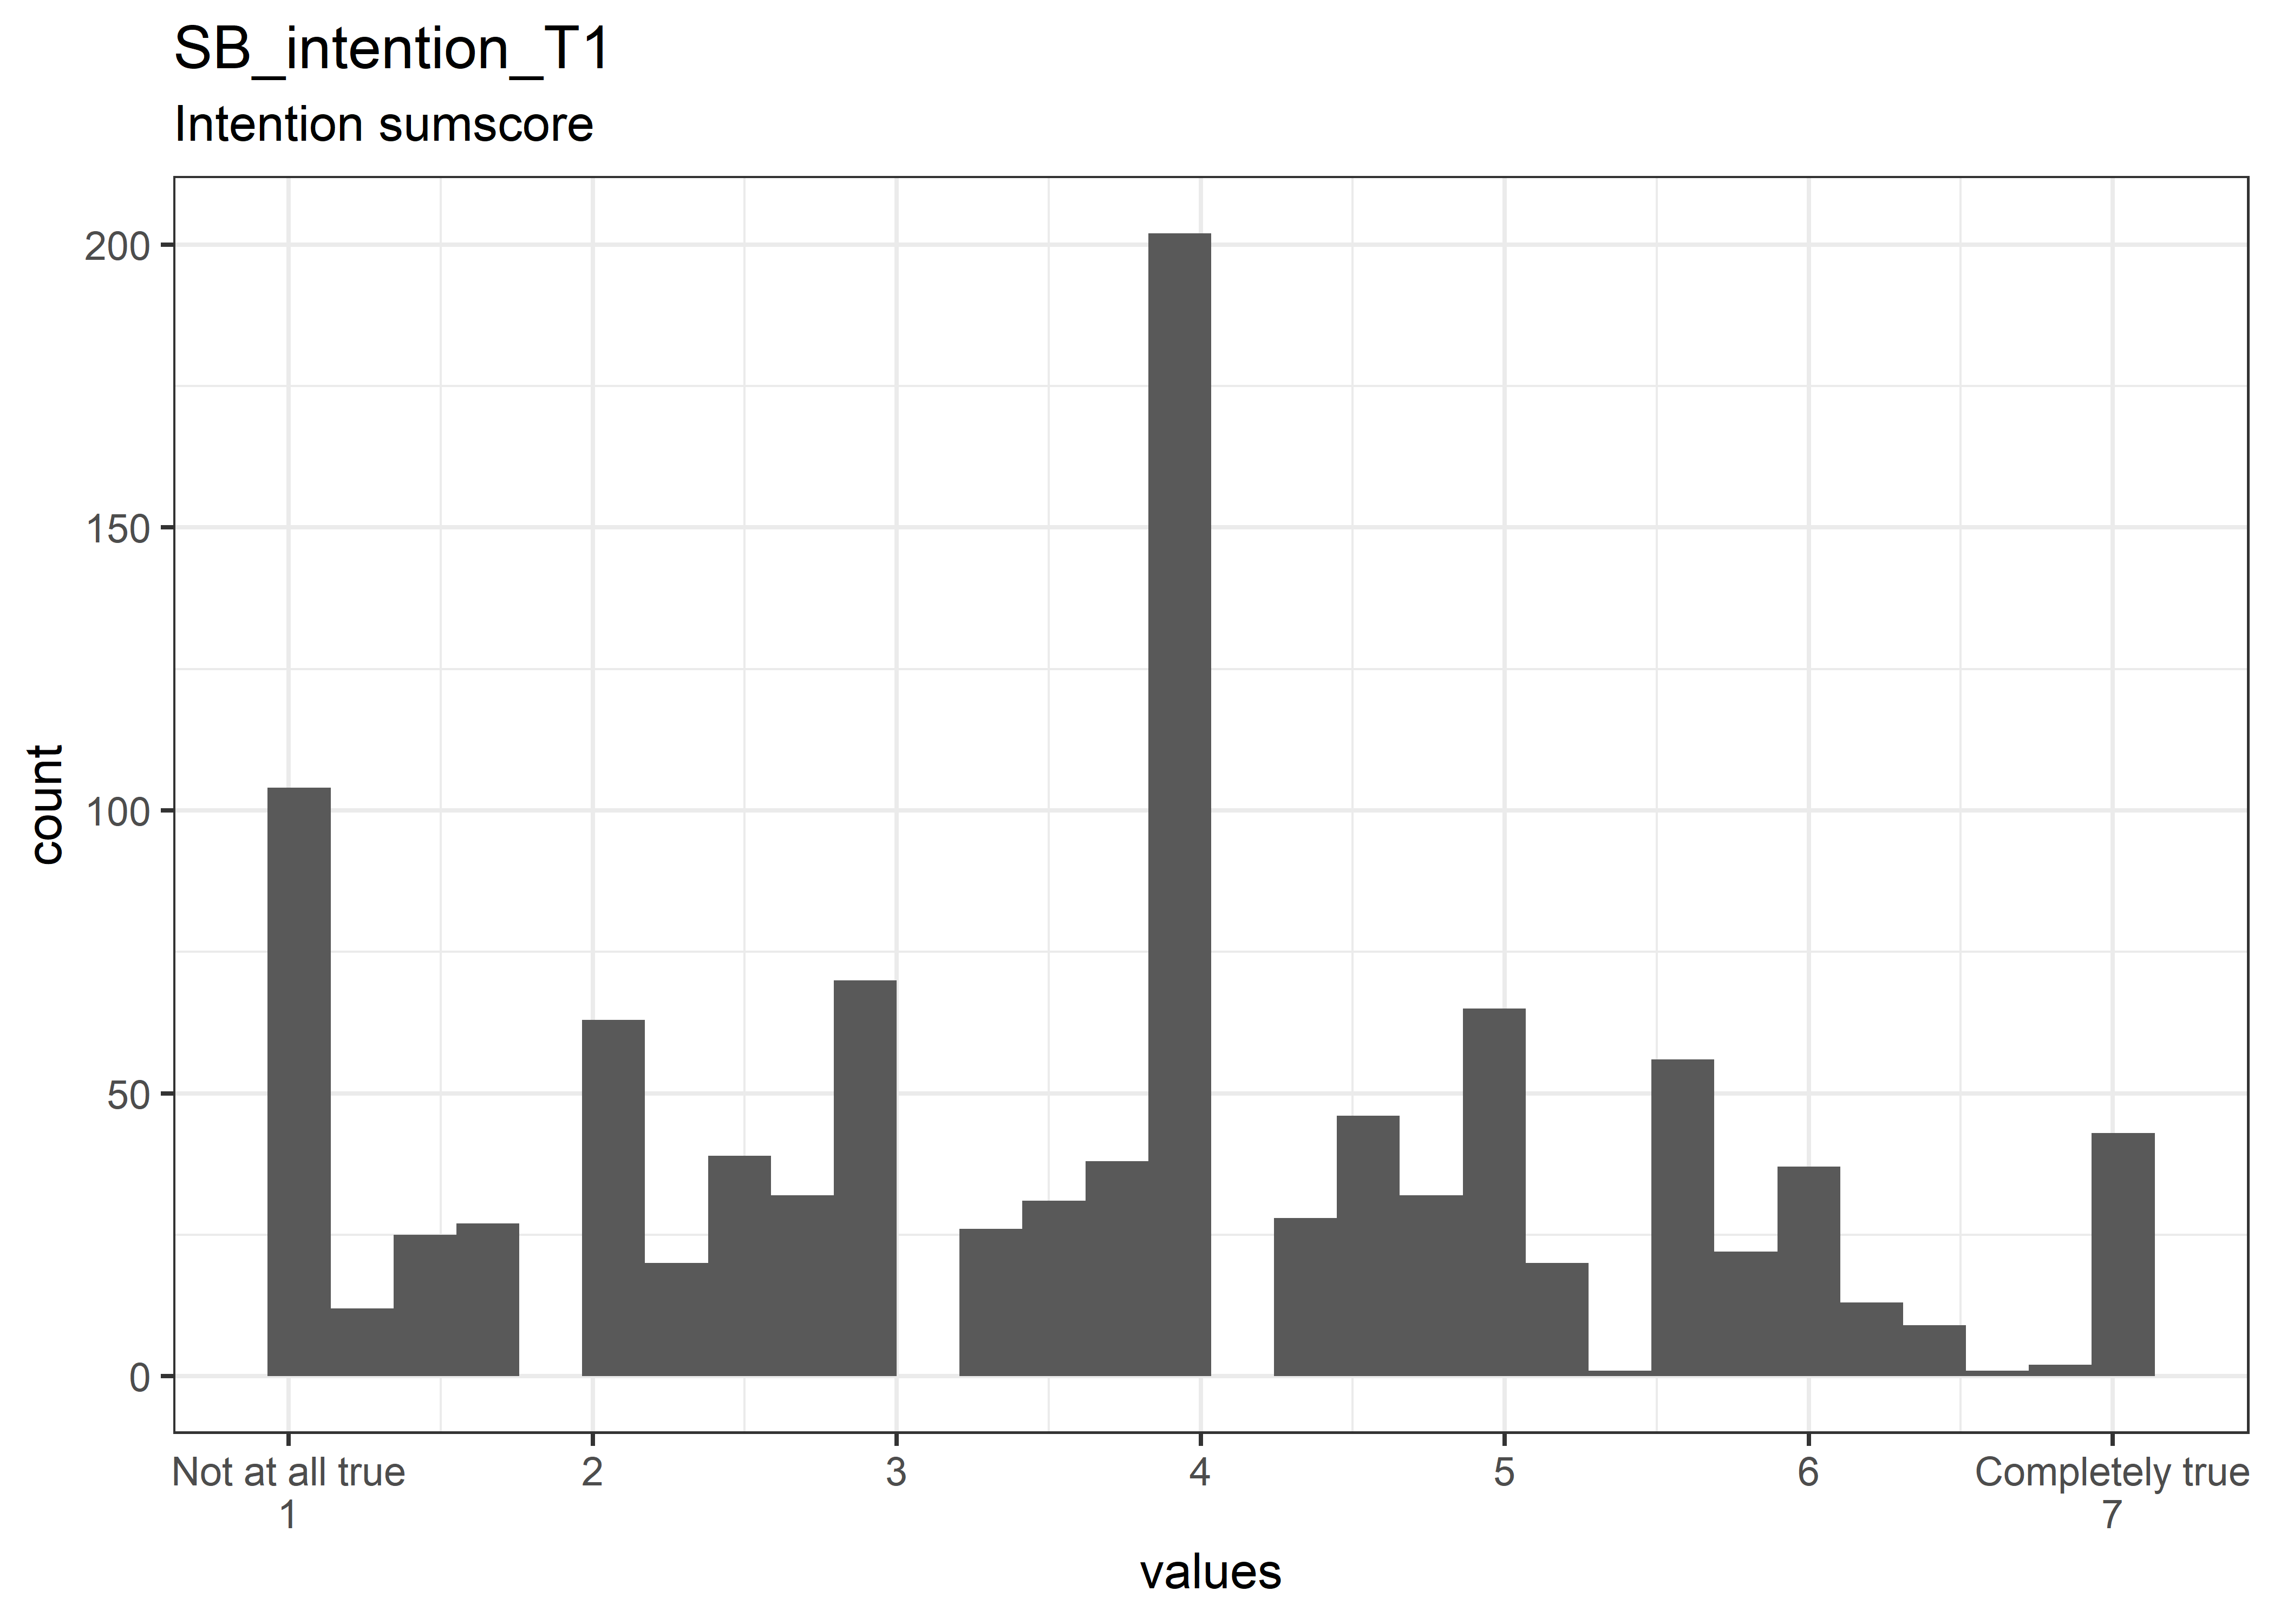 SB_intention_T1
Intention sumscore
200
150
100
50
0
count
Not at all true 2 3 4 5 6 Completely true
1 7
values